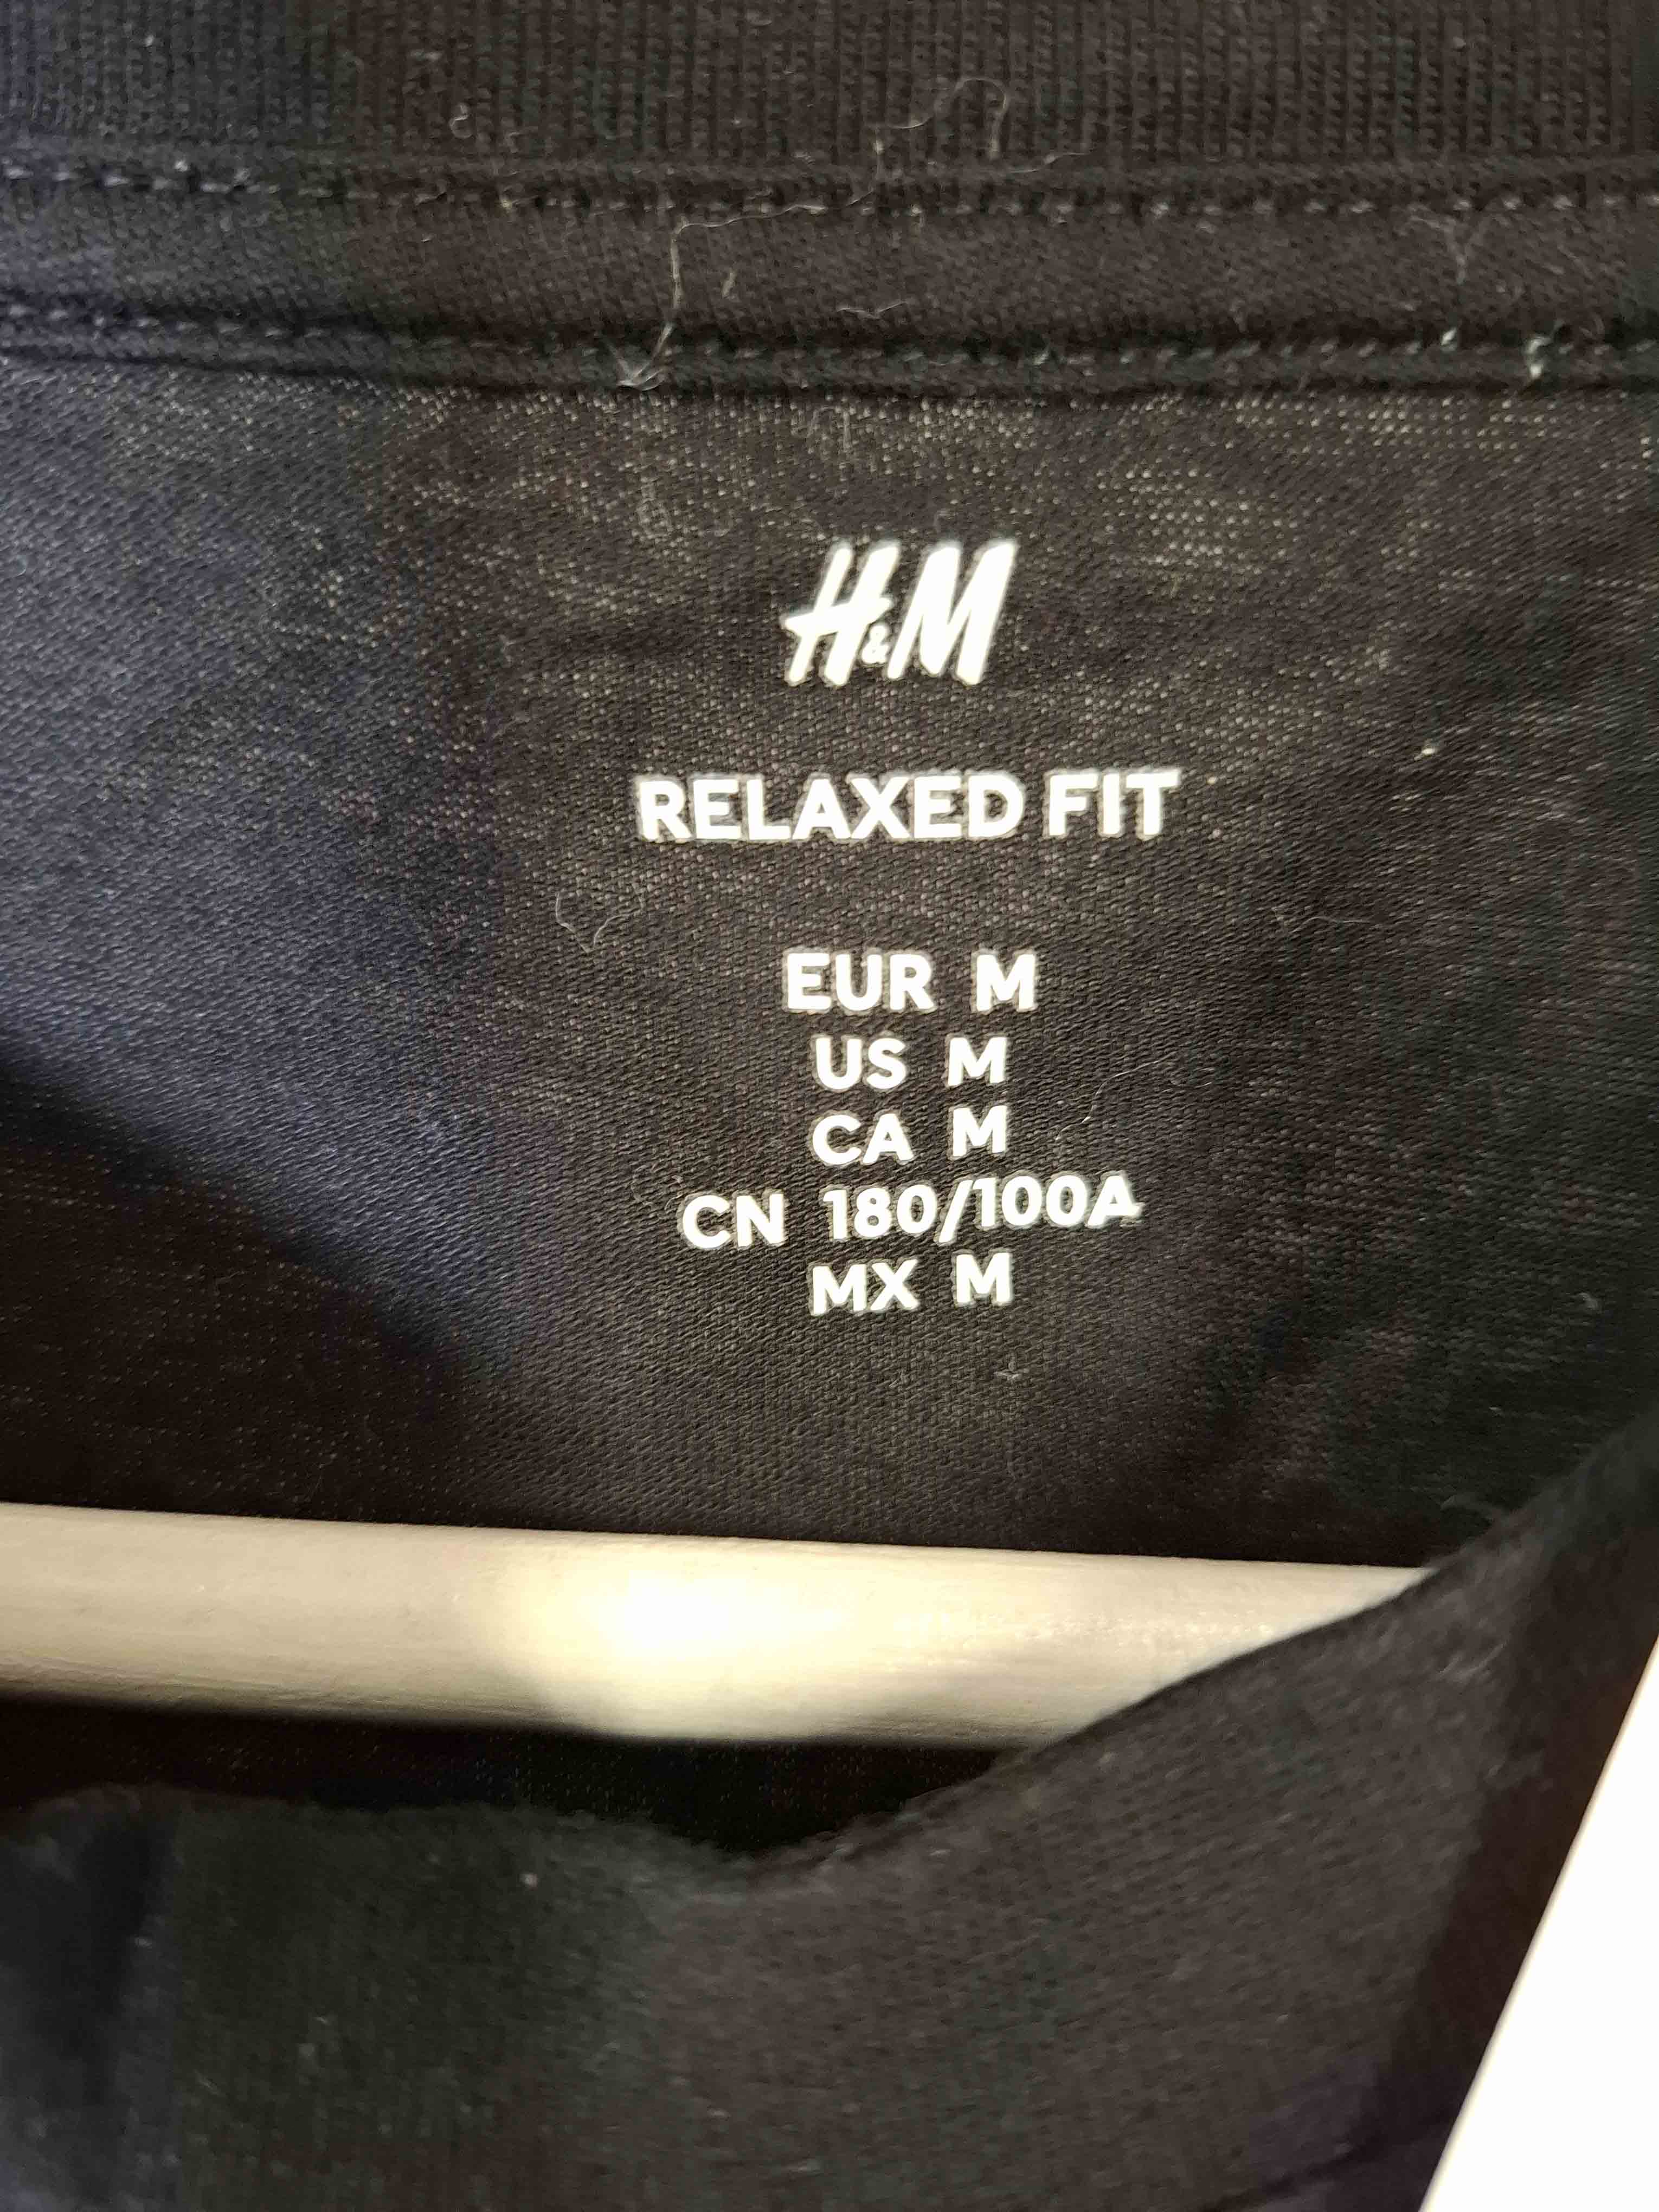 H&M
RELAXED FIT
EUR M
US M
CA M
CN 180/100A
MX M